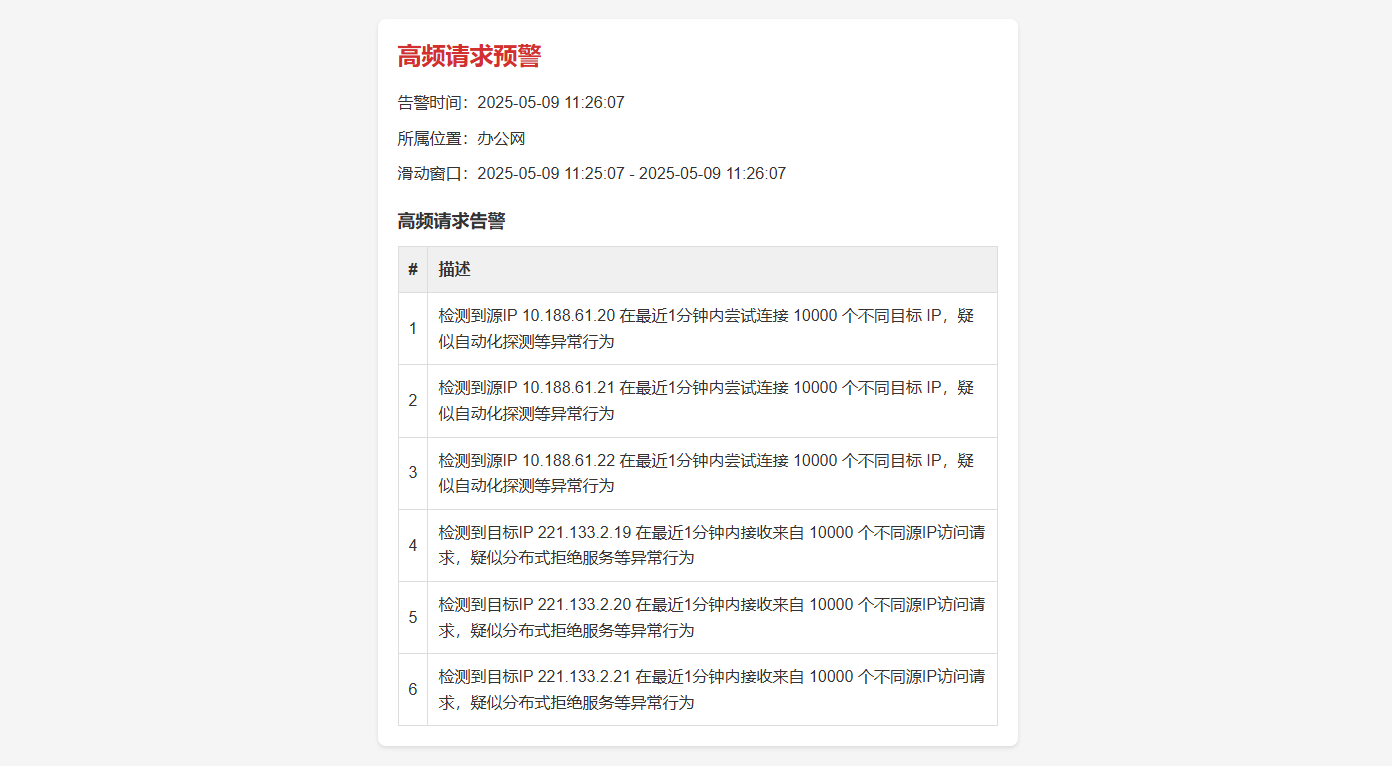 高频请求预警
告警时间：2025-05-09 11:26:07
所属位置：办公网
滑动窗口：2025-05-09 11:25:07 - 2025-05-09 11:26:07
高频请求告警
# 描述
1 检测到源IP 10.188.61.20 在最近1分钟内尝试连接 10000 个不同目标 IP，疑
似自动化探测等异常行为
2 检测到源IP 10.188.61.21 在最近1分钟内尝试连接 10000 个不同目标 IP，疑
似自动化探测等异常行为
3 检测到源IP 10.188.61.22 在最近1分钟内尝试连接 10000 个不同目标 IP，疑
似自动化探测等异常行为
4 检测到目标IP 221.133.2.19 在最近1分钟内接收来自 10000 个不同源IP访问请
求，疑似分布式拒绝服务等异常行为
5 检测到目标IP 221.133.2.20 在最近1分钟内接收来自 10000 个不同源IP访问请
求，疑似分布式拒绝服务等异常行为
6 检测到目标IP 221.133.2.21 在最近1分钟内接收来自 10000 个不同源IP访问请
求，疑似分布式拒绝服务等异常行为